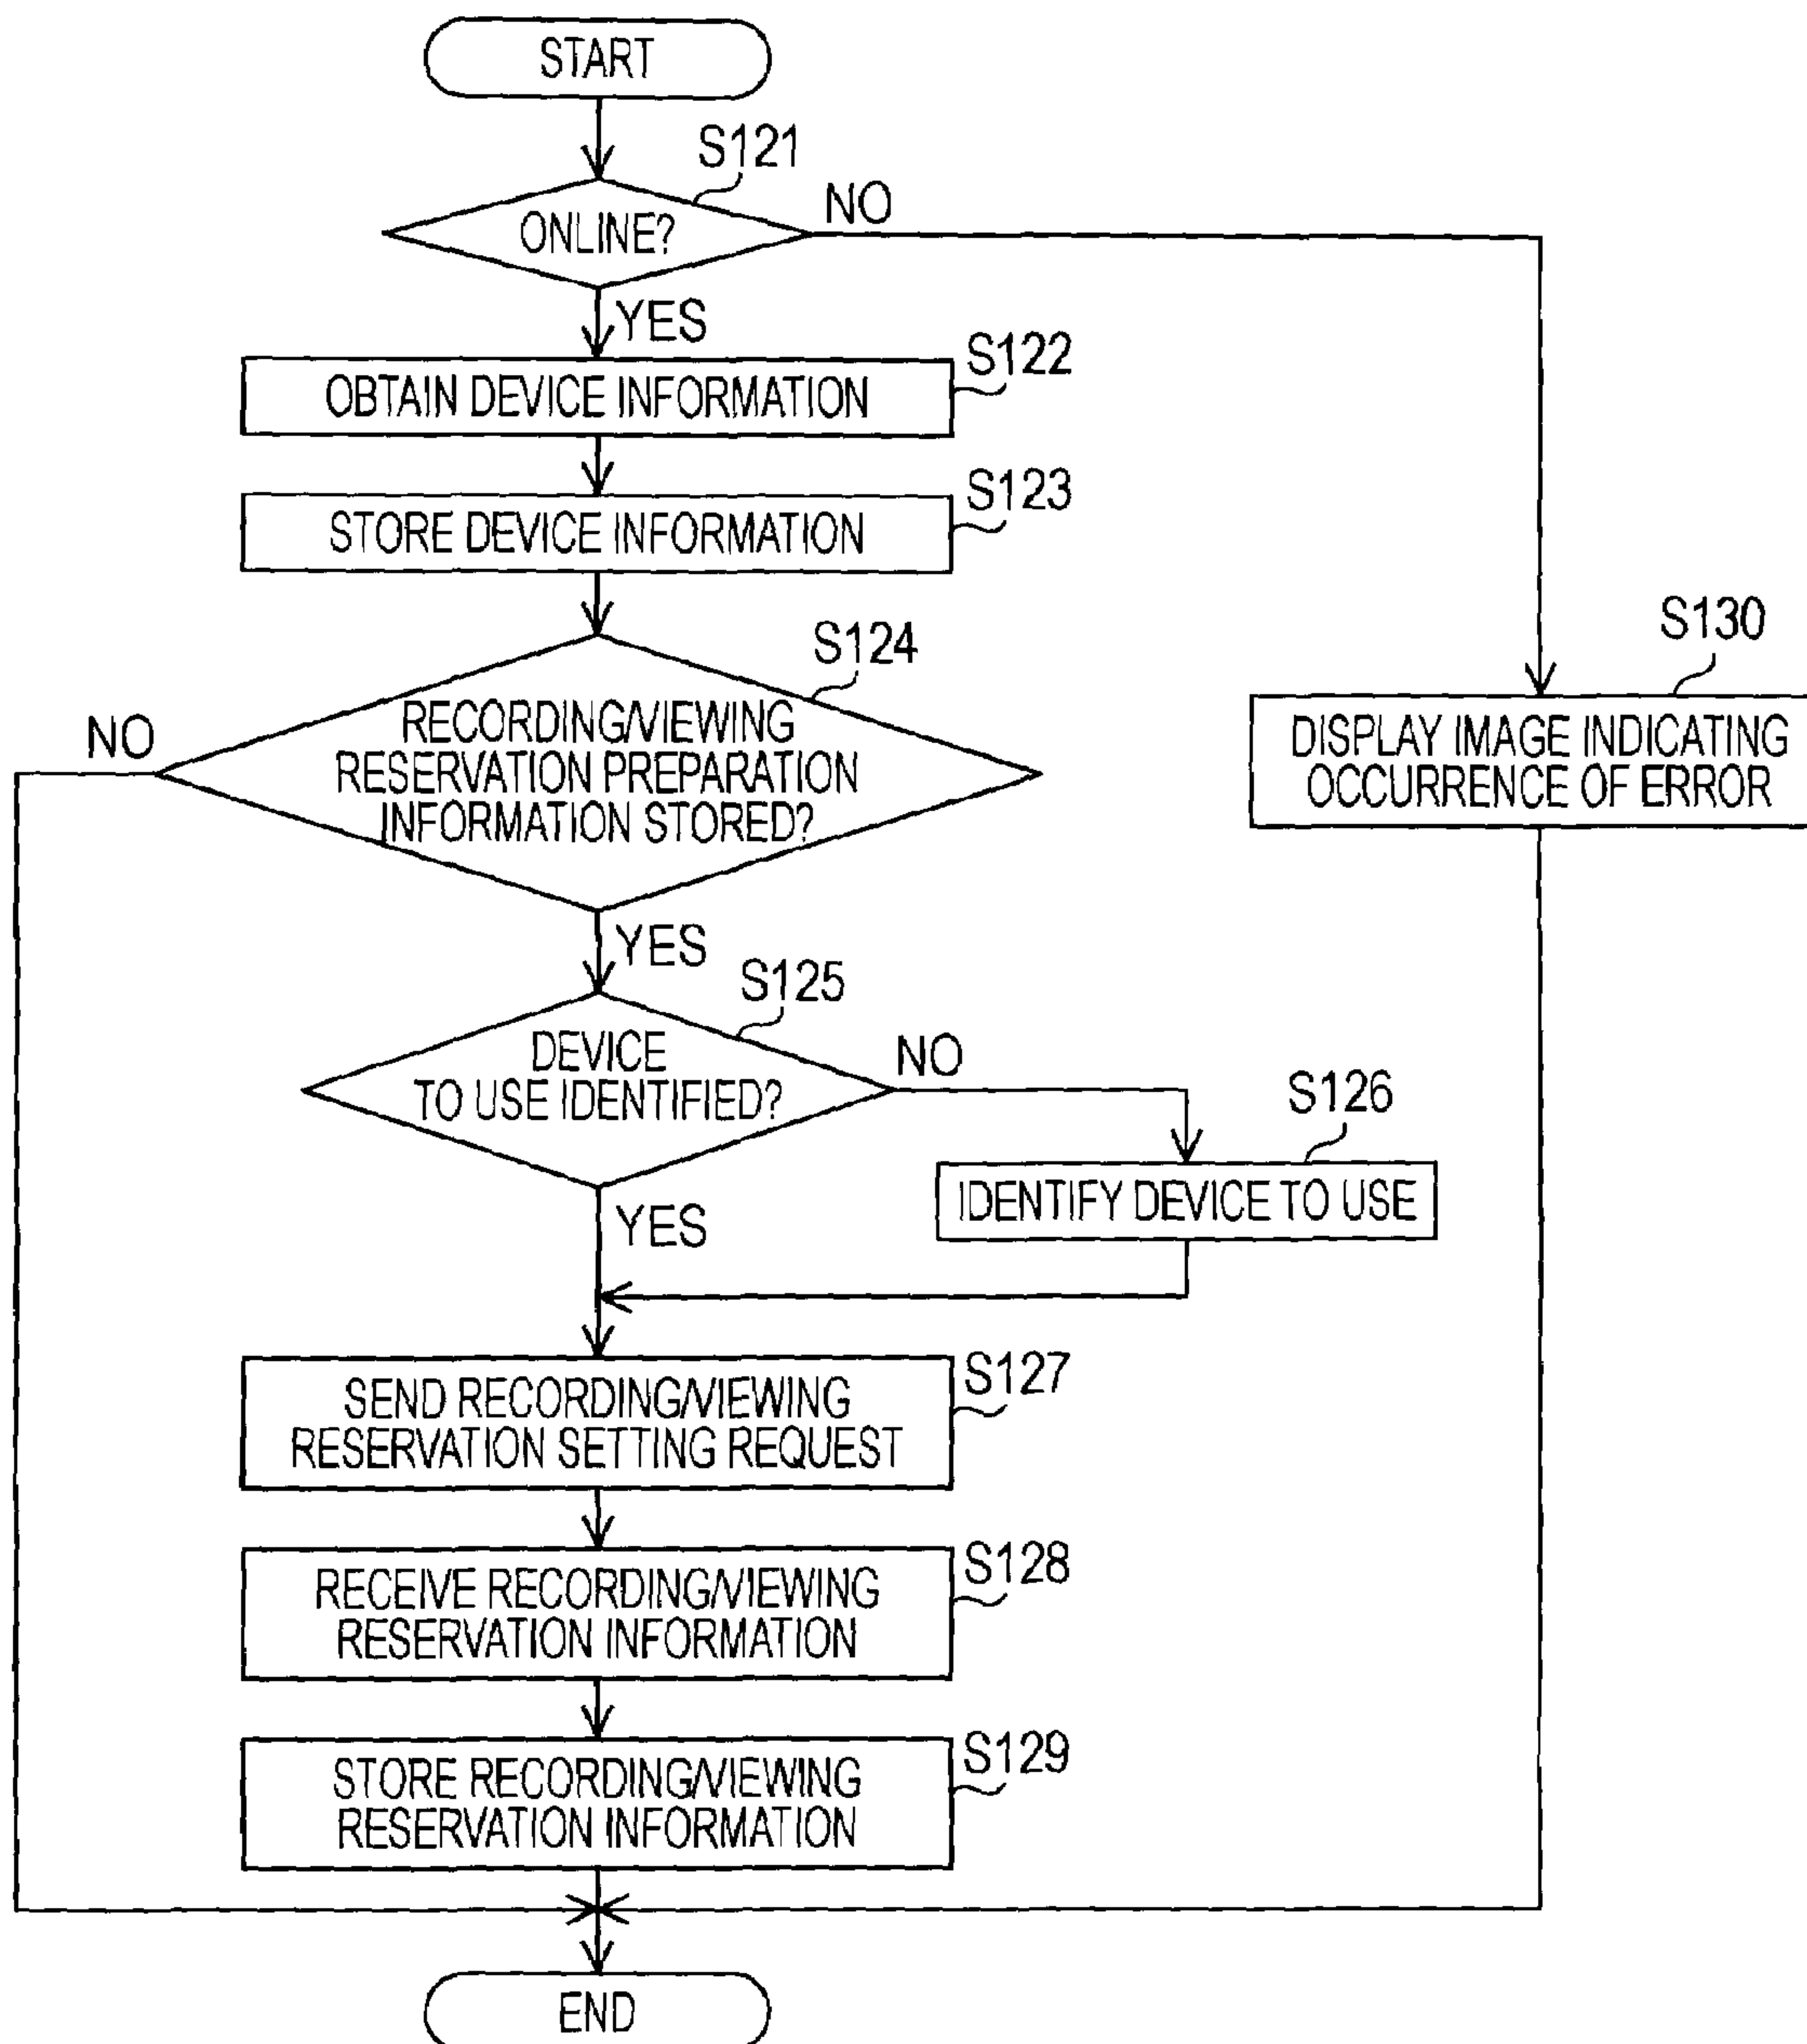 START
S121
ONLINE?
NO
YES
S122
OBTAIN DEVICE INFORMATION
S123
STORE DEVICE INFORMATION
S124
NO
RECORDING/VIEWING
RESERVATION PREPARATION
INFORMATION STORED?
S130
DISPLAY IMAGE INDICATING
OCCURRENCE OF ERROR
YES
S125
DEVICE
TO USE IDENTIFIED?
NO
S126
IDENTIFY DEVICE TO USE
YES
S127
SEND RECORDING/VIEWING
RESERVATION SETTING REQUEST
S128
RECEIVE RECORDING/VIEWING
RESERVATION INFORMATION
S129
STORE RECORDING/VIEWING
RESERVATION INFORMATION
END